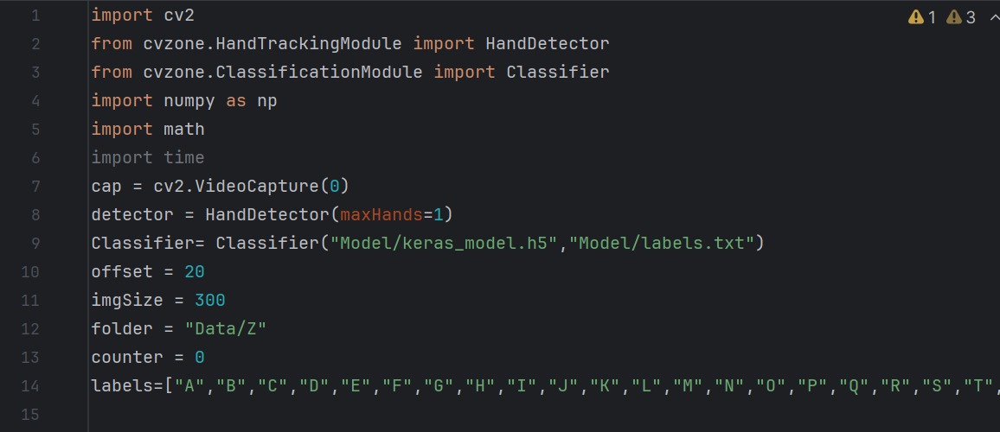 1 import cv2
2 from cvzone.HandTrackingModule import HandDetector
3 from cvzone.ClassificationModule import Classifier
4 import numpy as np
5 import math
6 import time
7 cap = cv2.VideoCapture(0)
8 detector = HandDetector(maxHands=1)
9 Classifier= Classifier("Model/keras_model.h5","Model/labels.txt")
10 offset = 20
11 imgSize = 300
12 folder = "Data/Z"
13 counter = 0
14 labels=["A","B","C","D","E","F","G","H","I","J","K","L","M","N","O","P","Q","R","S","T",
15
1 3